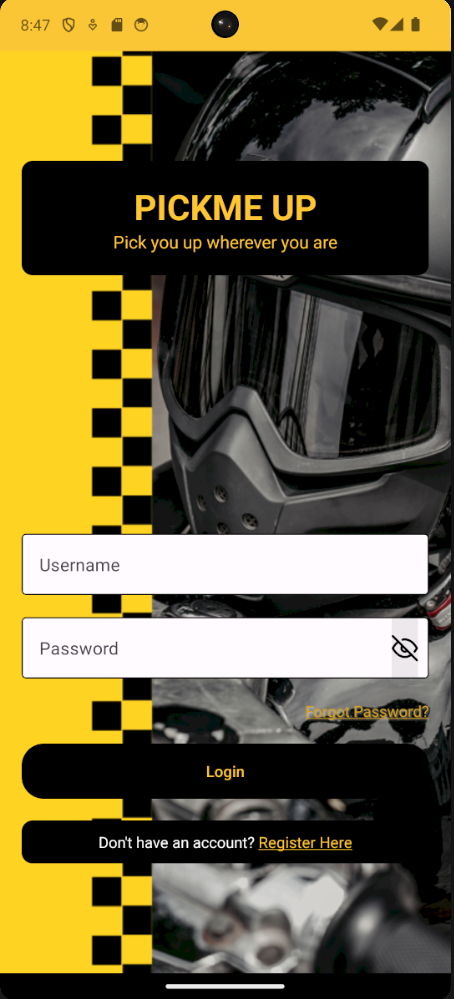 8:47
PICKME UP
Pick you up wherever you are
Username
Password
Forgot Password?
Login
Don't have an account? Register Here